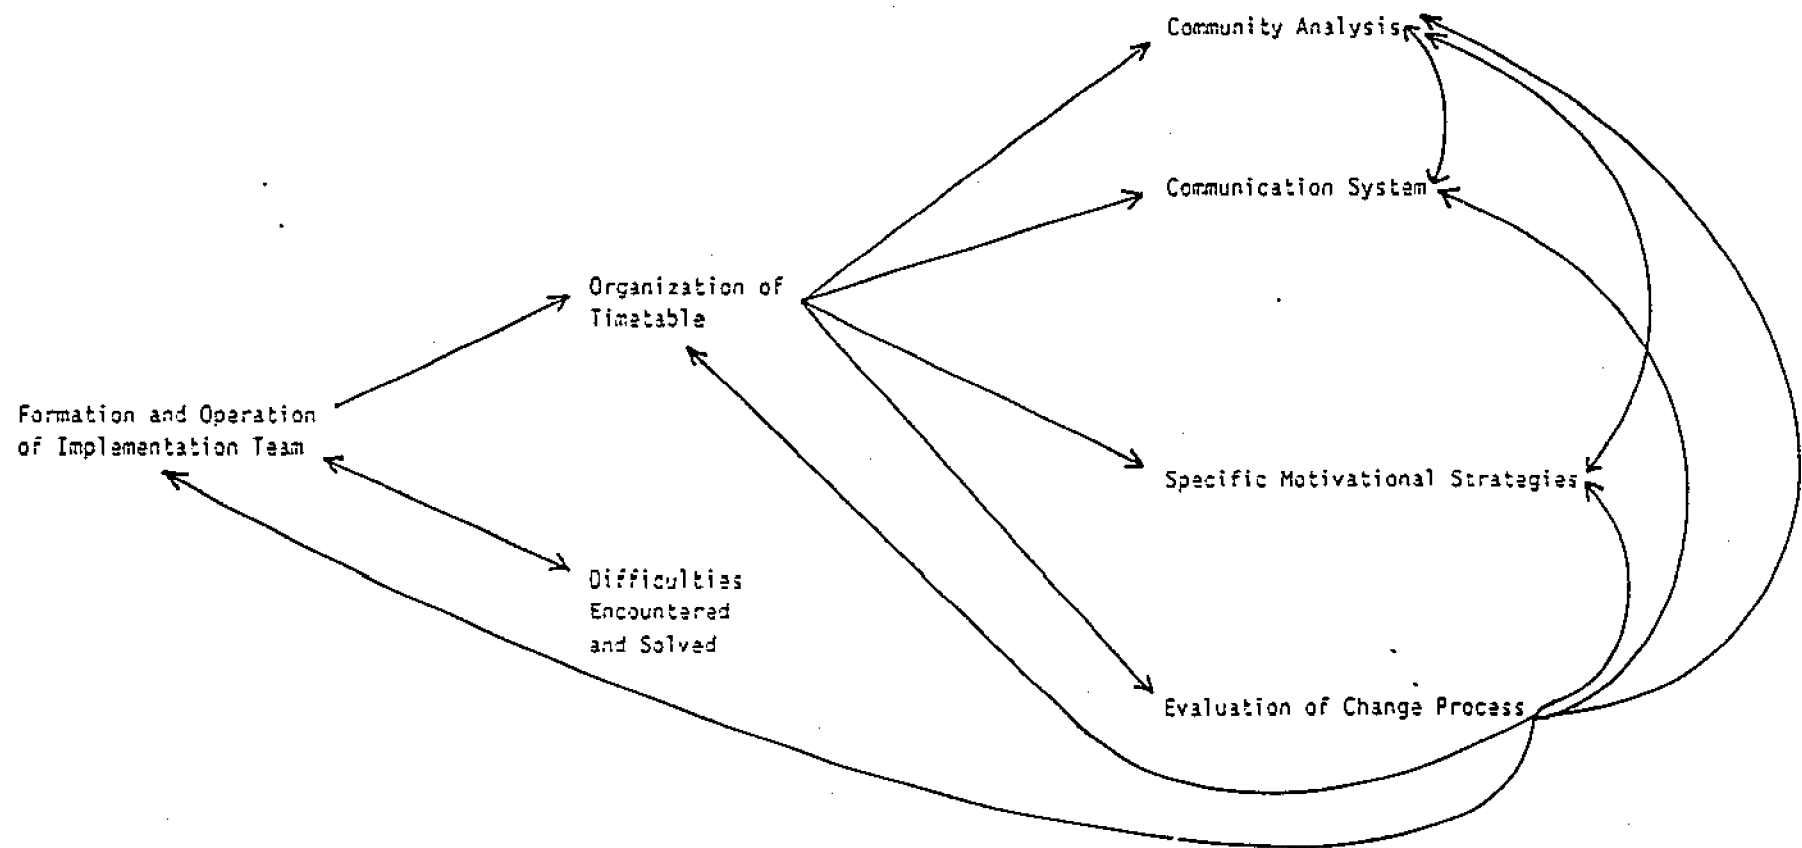 Community Analysis
Communication System
Organization of
Timetable
Formation and Operation
of Implementation Team
Specific Motivational Strategies
Difficulties
Encountered
and Solved
Evaluation of Change Process